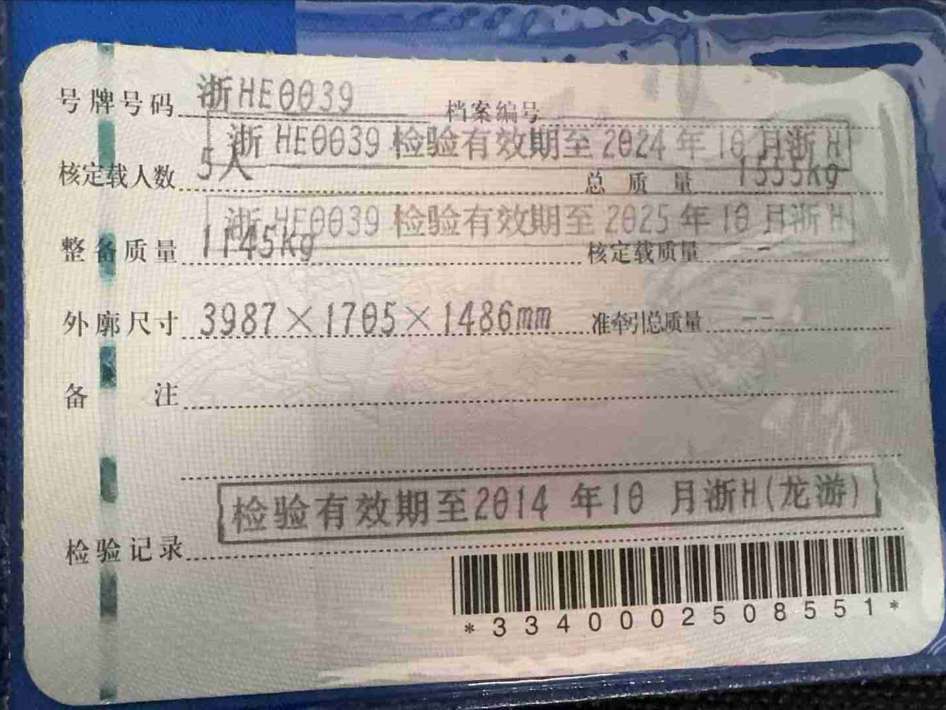 号牌号码 浙HE0039 档案编号
浙HE0039 检验有效期至2024年10月浙H
核定载人数 5人 总质量 1555kg
浙HE0039 检验有效期至2025年10月浙H
整备质量 1145kg 核定载质量 --
外廓尺寸 3987×1705×1486mm 准牵引总质量 --
备注
检验有效期至2014年10月浙H(龙游)
检验记录
*3340002508551*